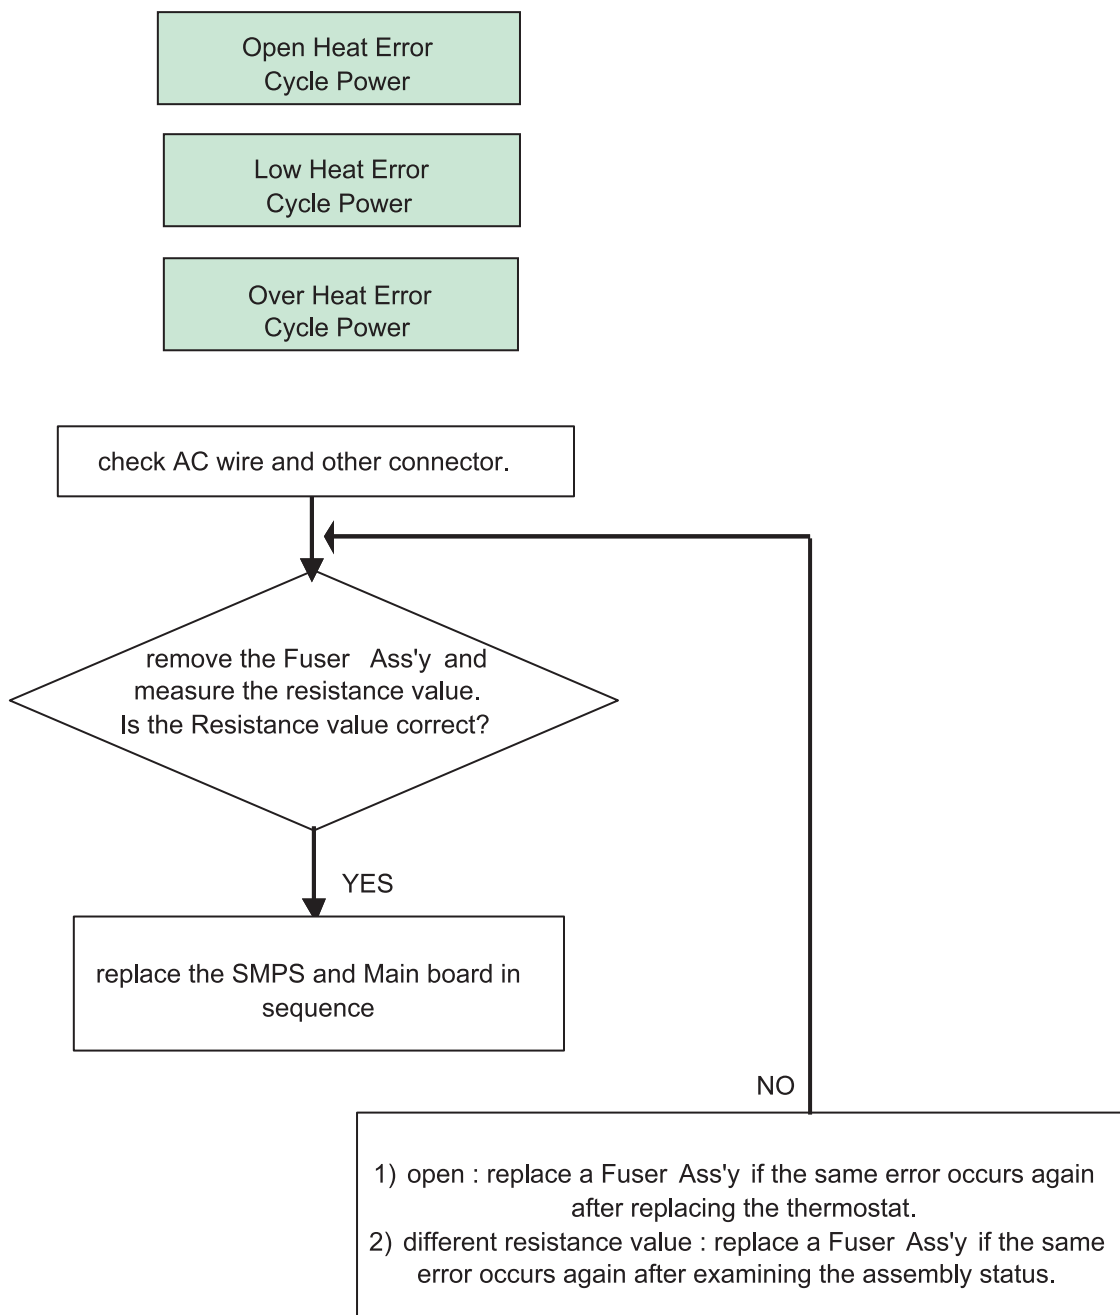 Open Heat Error
Cycle Power
Low Heat Error
Cycle Power
Over Heat Error
Cycle Power
check AC wire and other connector.
remove the Fuser Ass'y and
measure the resistance value.
Is the Resistance value correct?
YES
replace the SMPS and Main board in
sequence
NO
1) open : replace a Fuser Ass'y if the same error occurs again
after replacing the thermostat.
2) different resistance value : replace a Fuser Ass'y if the same
error occurs again after examining the assembly status.